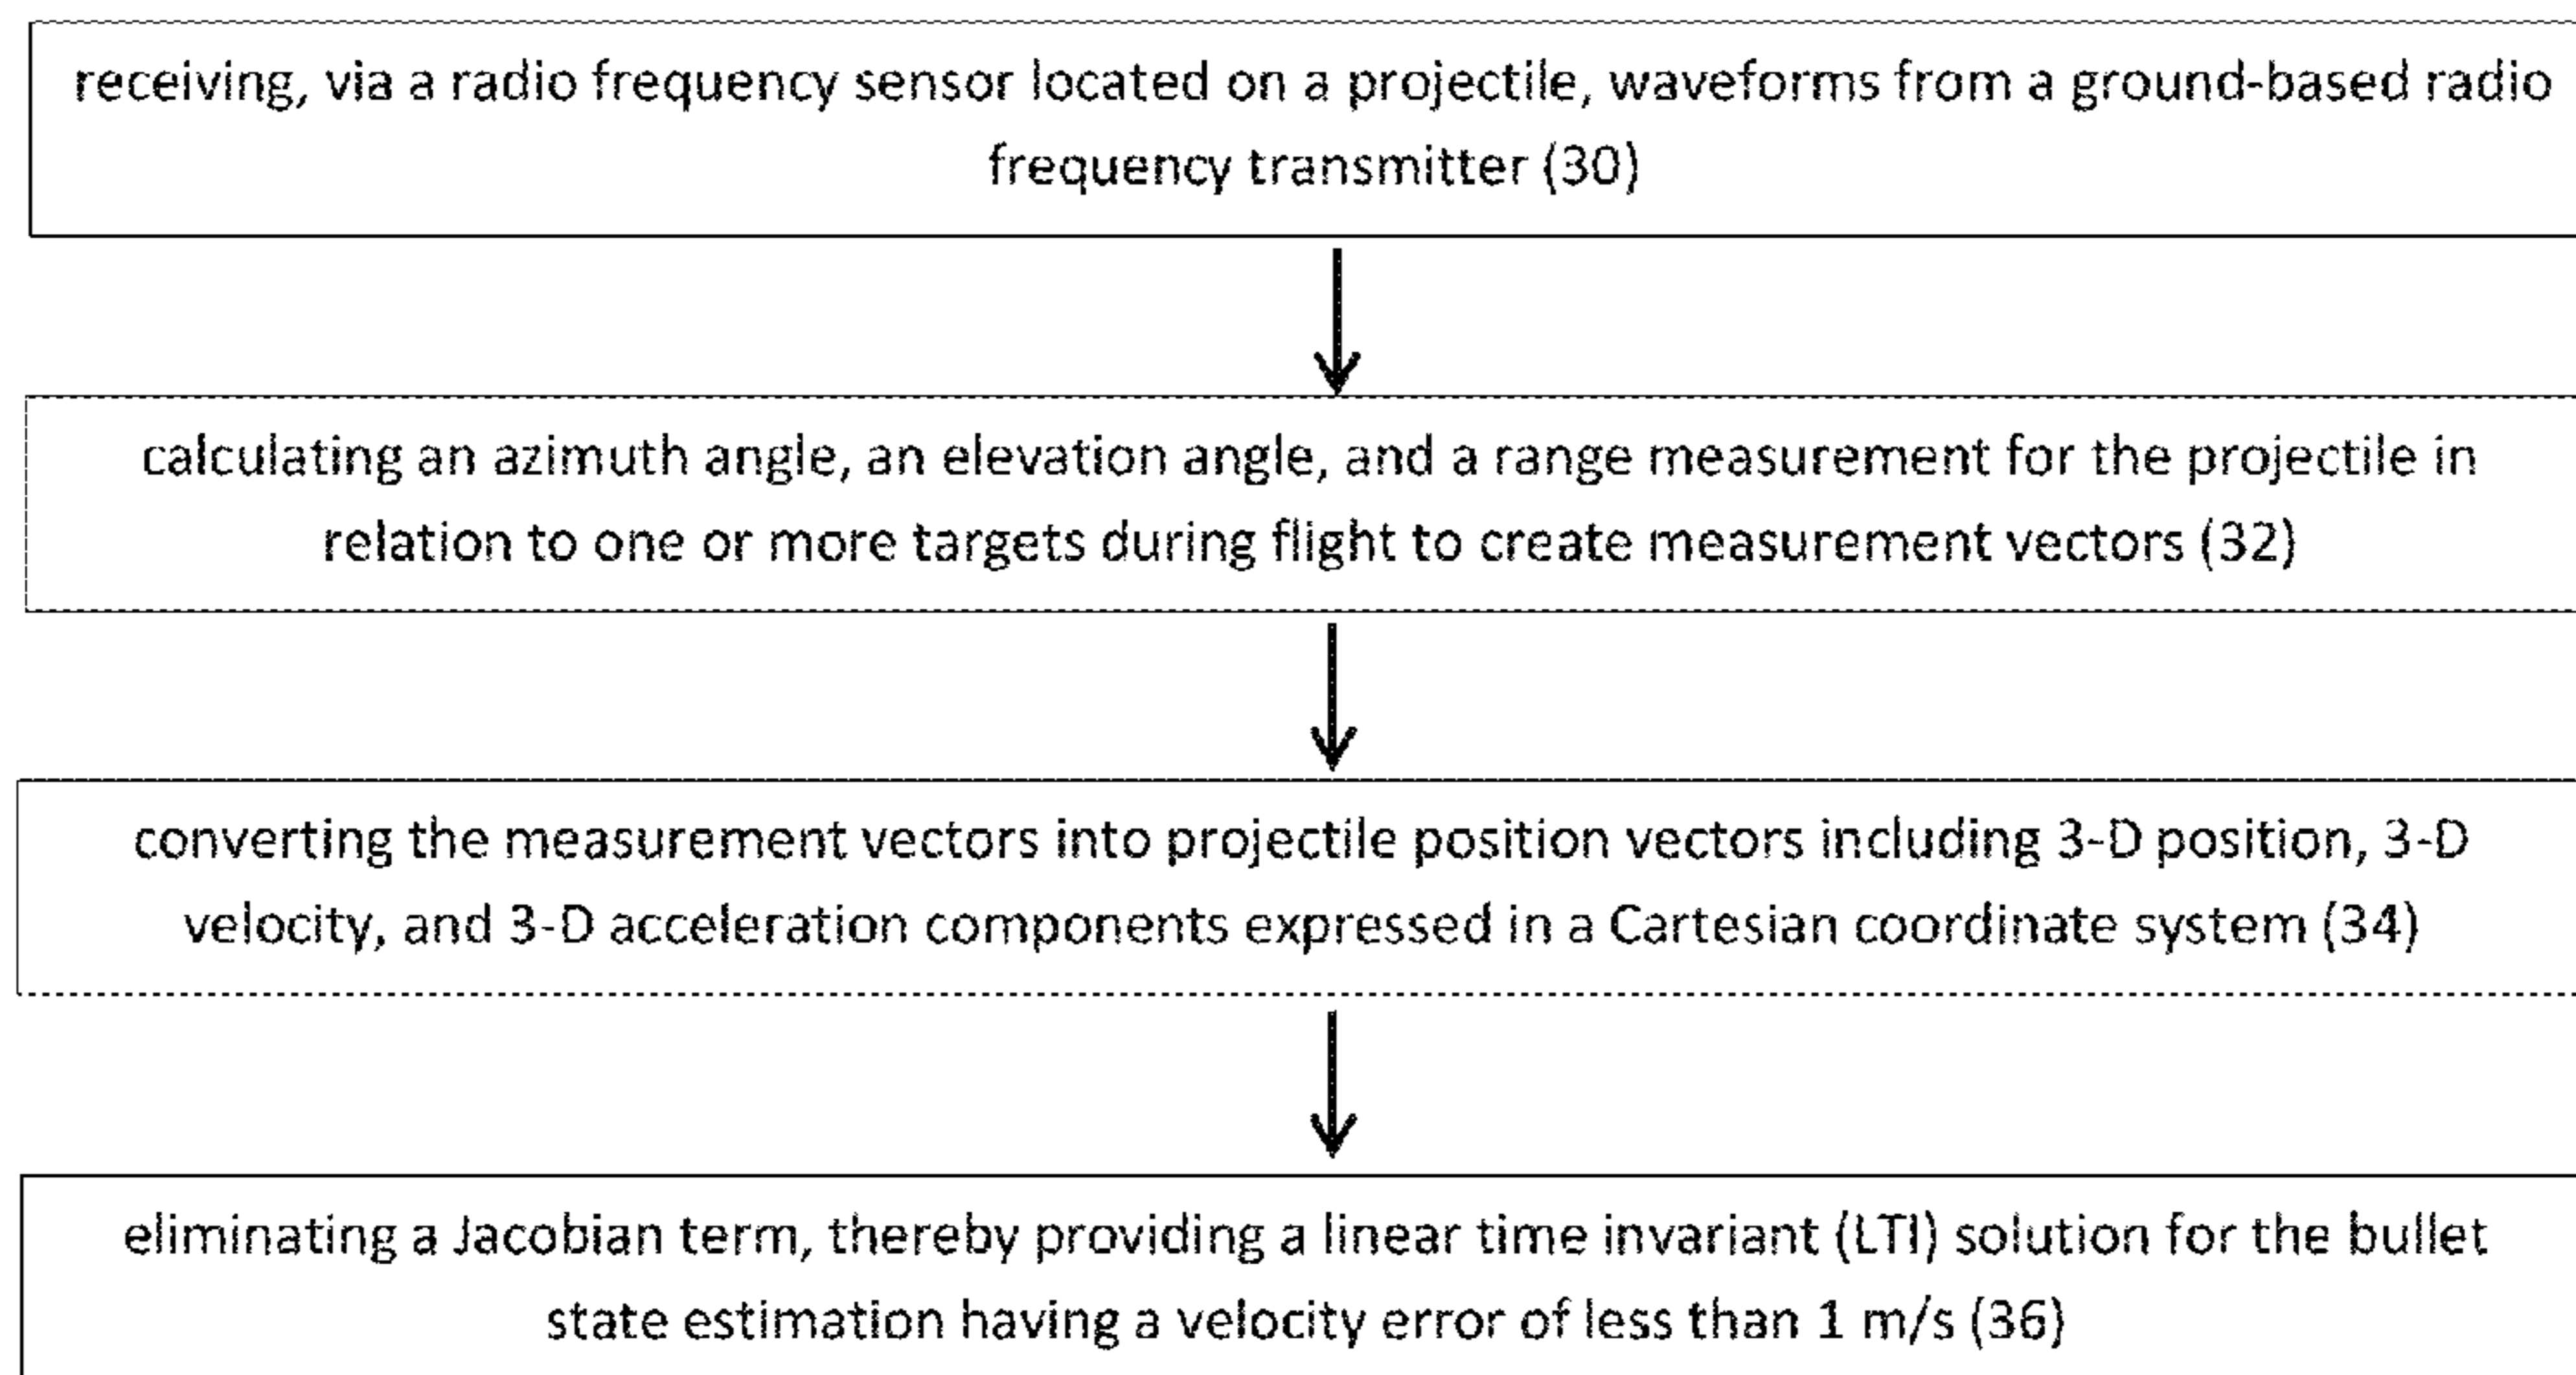 receiving, via a radio frequency sensor located on a projectile, waveforms from a ground-based radio
frequency transmitter (30)
calculating an azimuth angle, an elevation angle, and a range measurement for the projectile in
relation to one or more targets during flight to create measurement vectors (32)
converting the measurement vectors into projectile position vectors including 3-D position, 3-D
velocity, and 3-D acceleration components expressed in a Cartesian coordinate system (34)
eliminating a Jacobian term, thereby providing a linear time invariant (LTI) solution for the bullet
state estimation having a velocity error of less than 1 m/s (36)